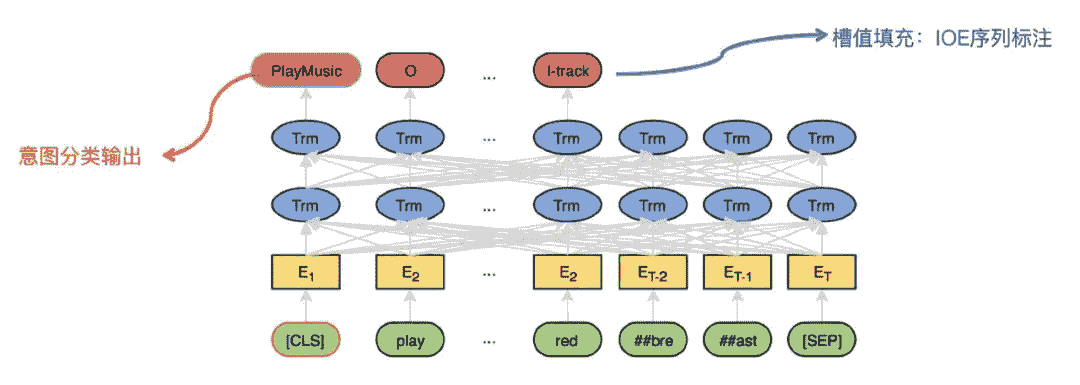 槽值填充：IOE序列标注
PlayMusic O ... I-track
意图分类输出
Trm Trm ... Trm Trm Trm Trm
Trm Trm ... Trm Trm Trm Trm
E1 E2 ... E2 ET-2 ET-1 ET
[CLS] play ... red ##bre ##ast [SEP]